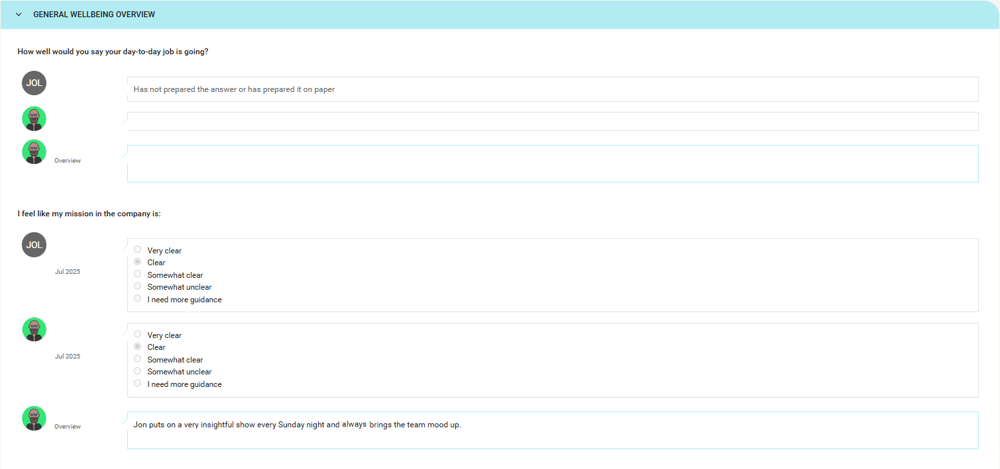 GENERAL WELLBEING OVERVIEW
How well would you say your day-to-day job is going?
JOL
Has not prepared the answer or has prepared it on paper
Overview
I feel like my mission in the company is:
JOL
Jul 2025
Very clear
Clear
Somewhat clear
Somewhat unclear
I need more guidance
Jul 2025
Very clear
Clear
Somewhat clear
Somewhat unclear
I need more guidance
Overview
Jon puts on a very insightful show every Sunday night and always brings the team mood up.